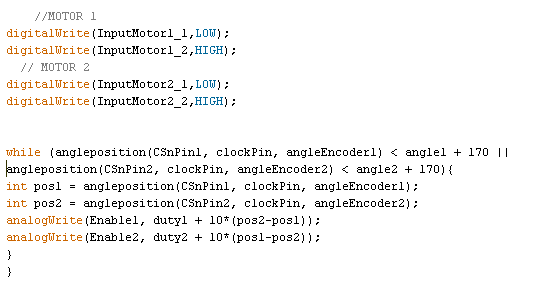 //MOTOR 1
digitalWrite(InputMotor1_1,LOW);
digitalWrite(InputMotor1_2,HIGH);
// MOTOR 2
digitalWrite(InputMotor2_1,LOW);
digitalWrite(InputMotor2_2,HIGH);
while (angleposition(CSnPin1, clockPin, angleEncoder1) < angle1 + 170 ||
angleposition(CSnPin2, clockPin, angleEncoder2) < angle2 + 170){
int pos1 = angleposition(CSnPin1, clockPin, angleEncoder1);
int pos2 = angleposition(CSnPin2, clockPin, angleEncoder2);
analogWrite(Enable1, duty1 + 10*(pos2-pos1));
analogWrite(Enable2, duty2 + 10*(pos1-pos2));
}
}